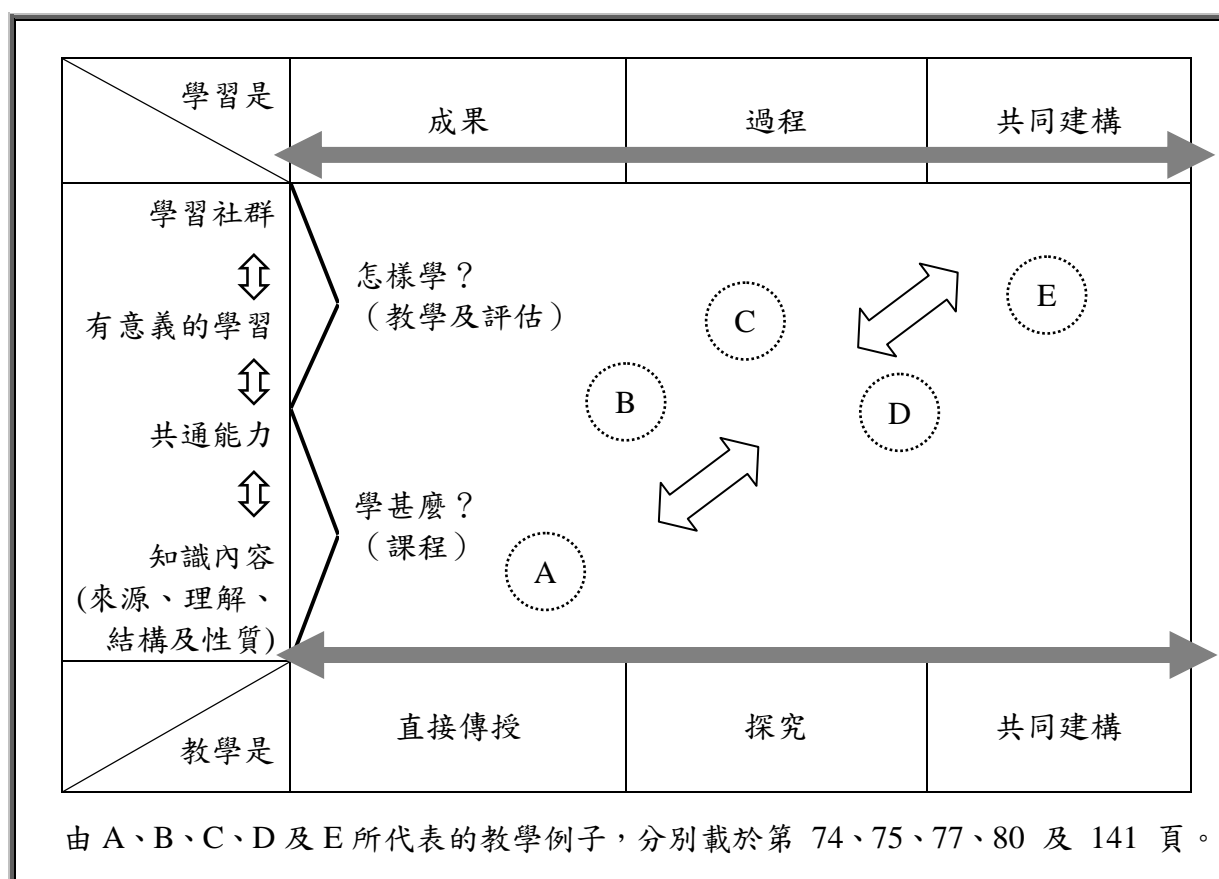 學習是
成果
過程
共同建構
學習社群
有意義的學習
共通能力
知識內容
(來源、理解、
結構及性質)
怎樣學？
（教學及評估）
學甚麼？
（課程）
A
B
C
D
E
教學是
直接傳授
探究
共同建構
由 A、B、C、D 及 E 所代表的教學例子，分別載於第 74、75、77、80 及 141 頁。